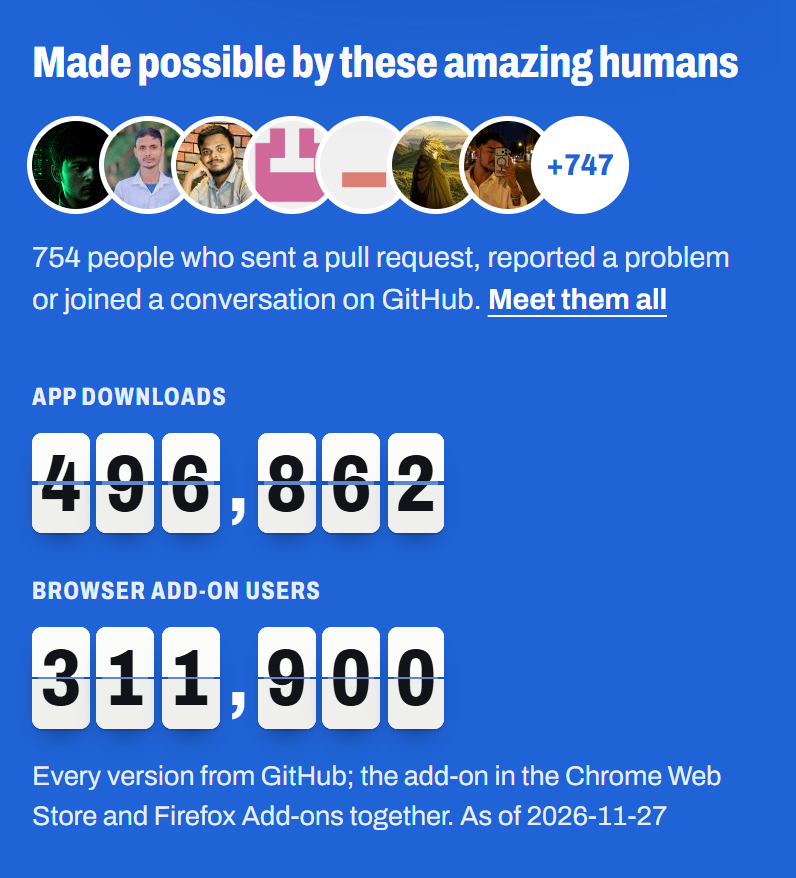 Made possible by these amazing humans
+747
754 people who sent a pull request, reported a problem
or joined a conversation on GitHub. Meet them all
APP DOWNLOADS
496,862
BROWSER ADD-ON USERS
311,900
Every version from GitHub; the add-on in the Chrome Web
Store and Firefox Add-ons together. As of 2026-11-27